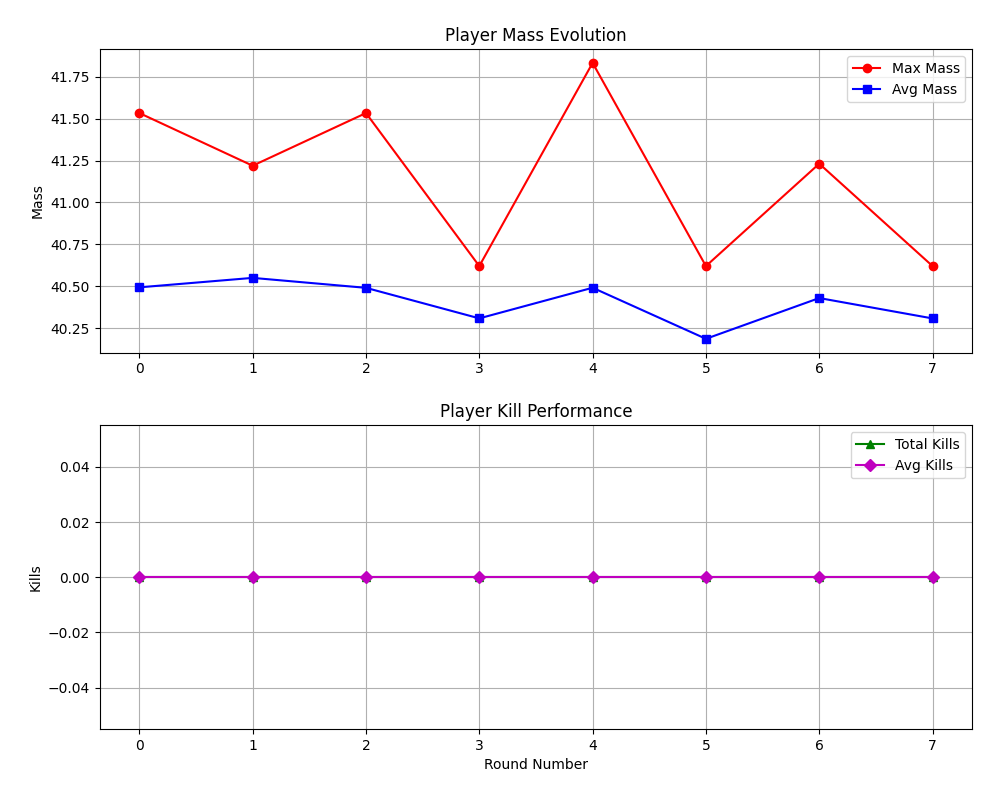 Player Mass Evolution
Max Mass
Avg Mass
41.75
41.50
41.25
41.00
40.75
40.50
40.25
Mass
0 1 2 3 4 5 6 7
Player Kill Performance
Total Kills
Avg Kills
0.04
0.02
0.00
−0.02
−0.04
Kills
0 1 2 3 4 5 6 7
Round Number